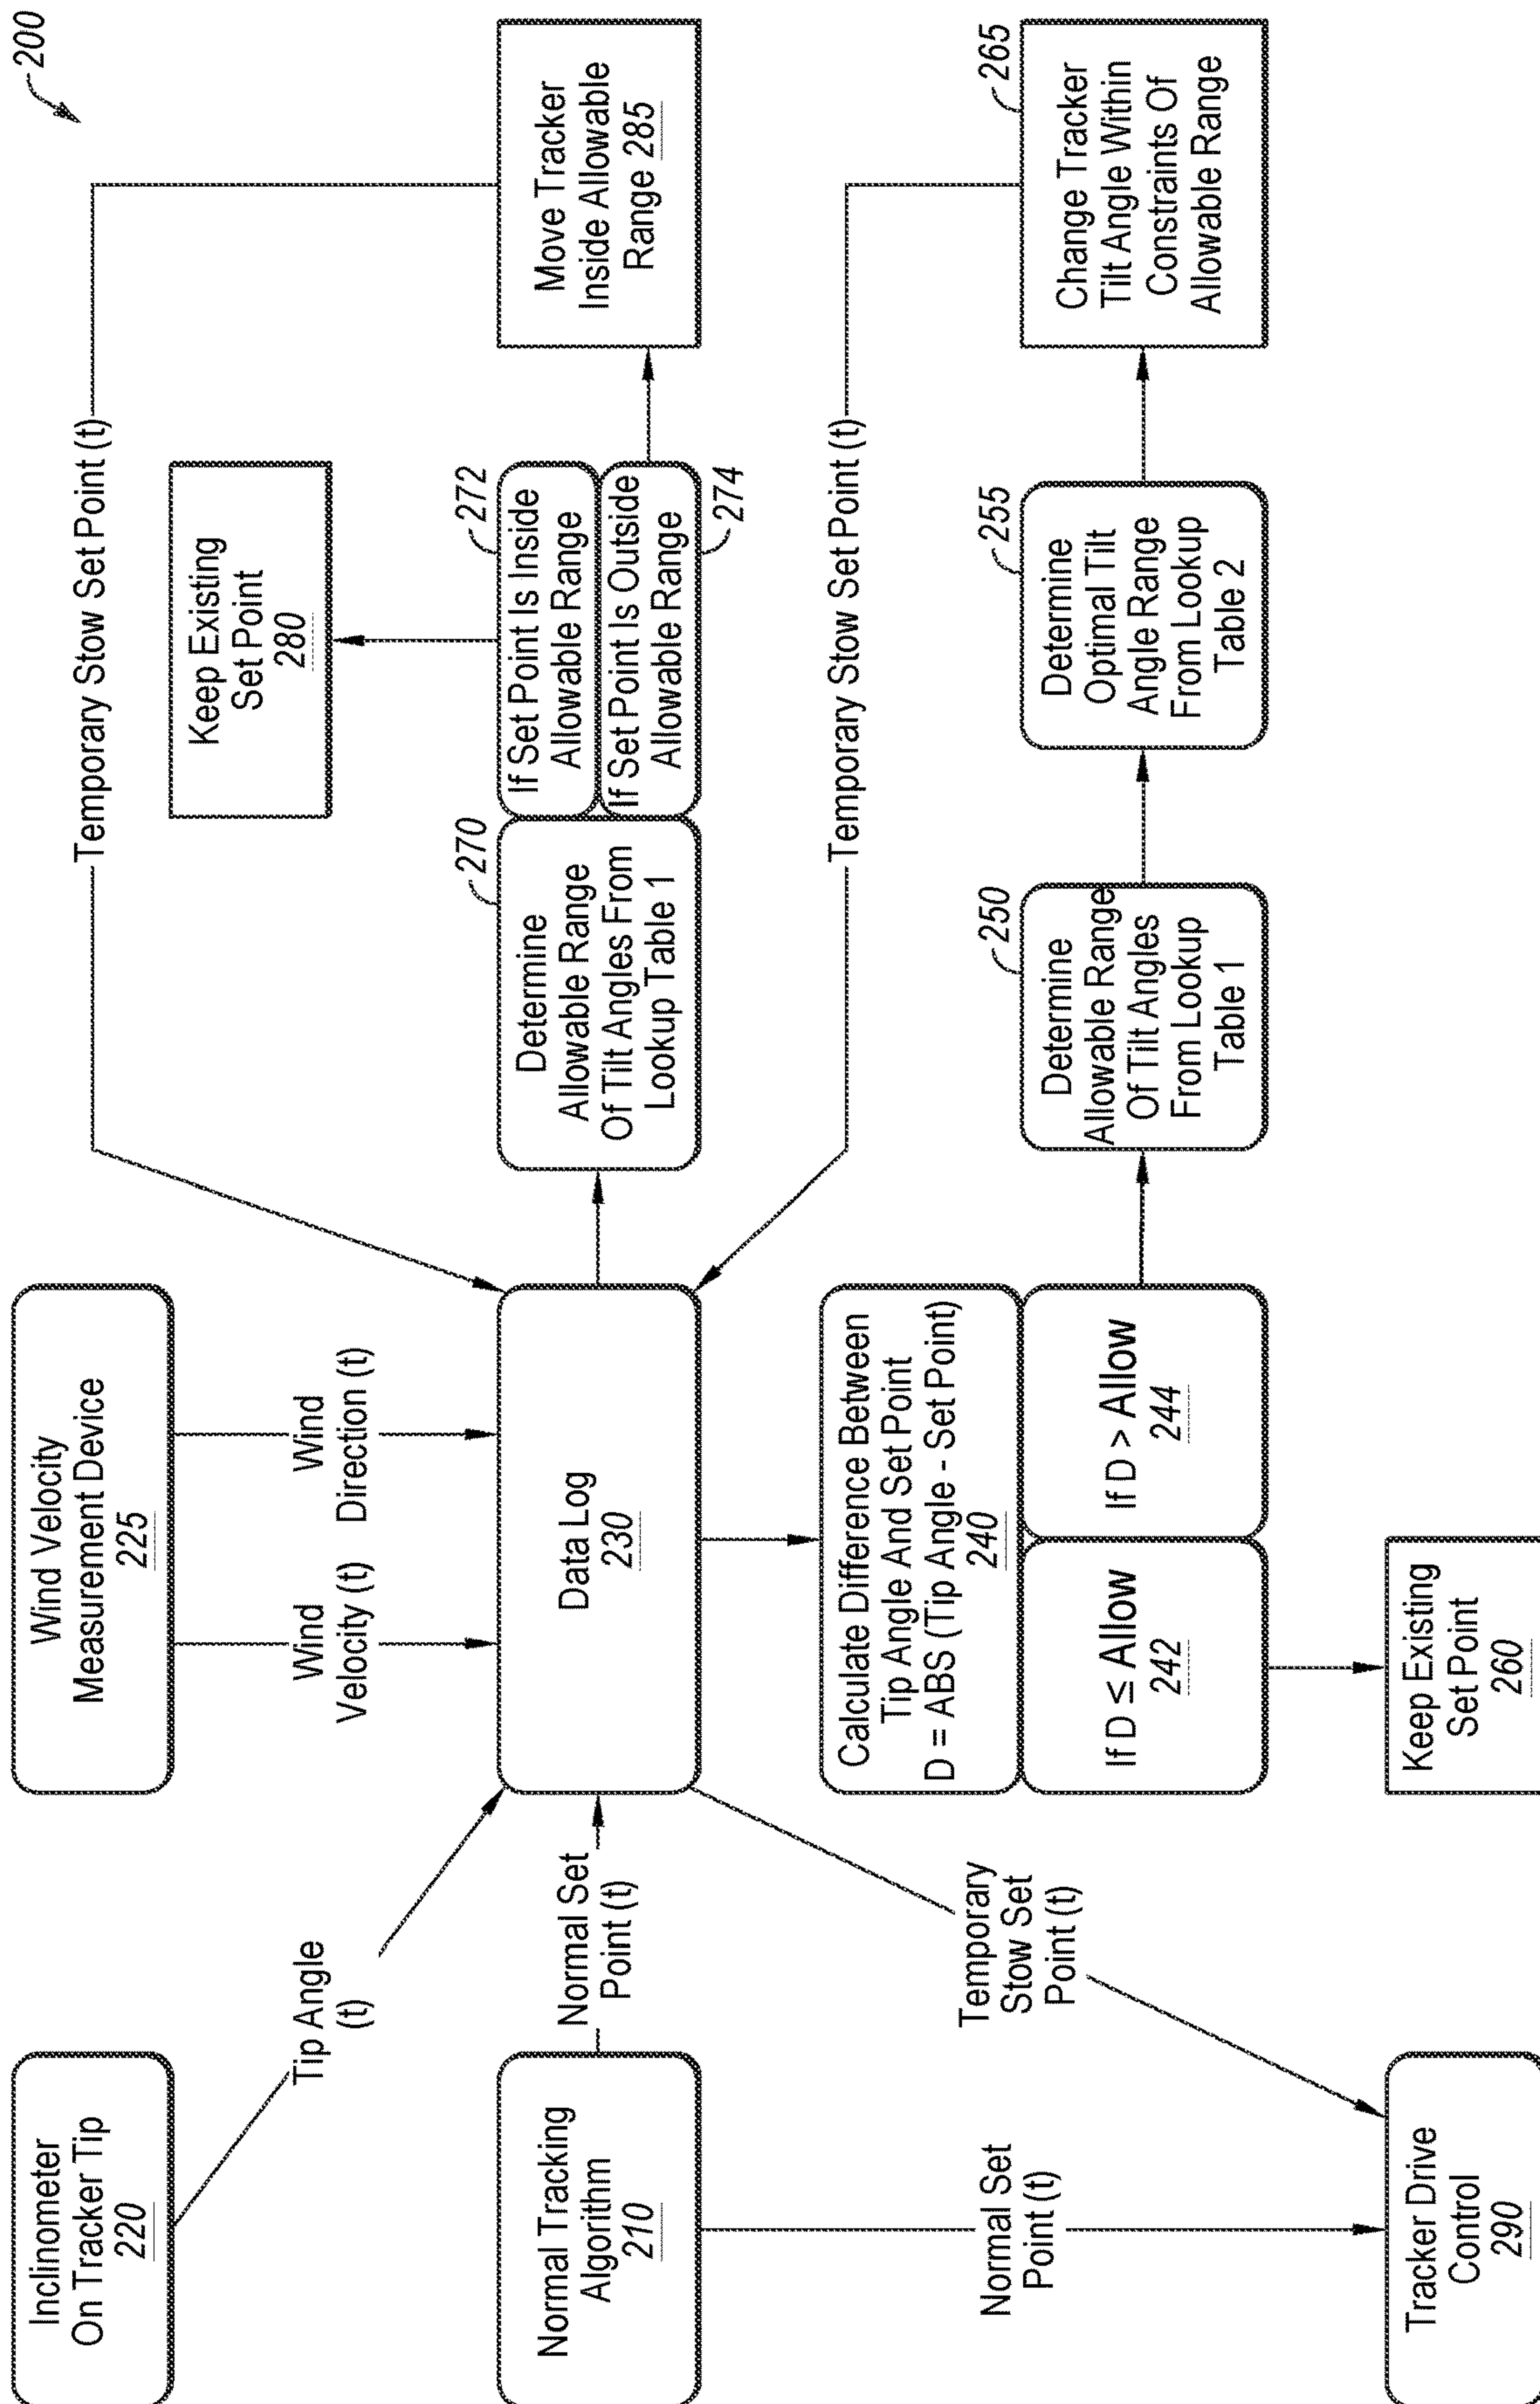 200
Inclinometer
On Tracker Tip
220
Wind Velocity
Measurement Device
225
Tip Angle
(t)
Wind
Velocity (t)
Wind
Direction (t)
Temporary Stow Set Point (t)
Keep Existing
Set Point
280
Normal Tracking
Algorithm
210
Normal Set
Point (t)
Data Log
230
270
Determine
Allowable Range
Of Tilt Angles From
Lookup Table 1
272
If Set Point Is Inside
Allowable Range
If Set Point Is Outside
Allowable Range
274
Move Tracker
Inside Allowable
Range 285
Temporary Stow Set Point (t)
Calculate Difference Between
Tip Angle And Set Point
D = ABS (Tip Angle - Set Point)
240
If D ≤ Allow
242
If D > Allow
244
250
Determine
Allowable Range
Of Tilt Angles
From Lookup
Table 1
255
Determine
Optimal Tilt
Angle Range
From Lookup
Table 2
265
Change Tracker
Tilt Angle Within
Constraints Of
Allowable Range
Normal Set
Point (t)
Temporary
Stow Set
Point (t)
Tracker Drive
Control
290
Keep Existing
Set Point
260